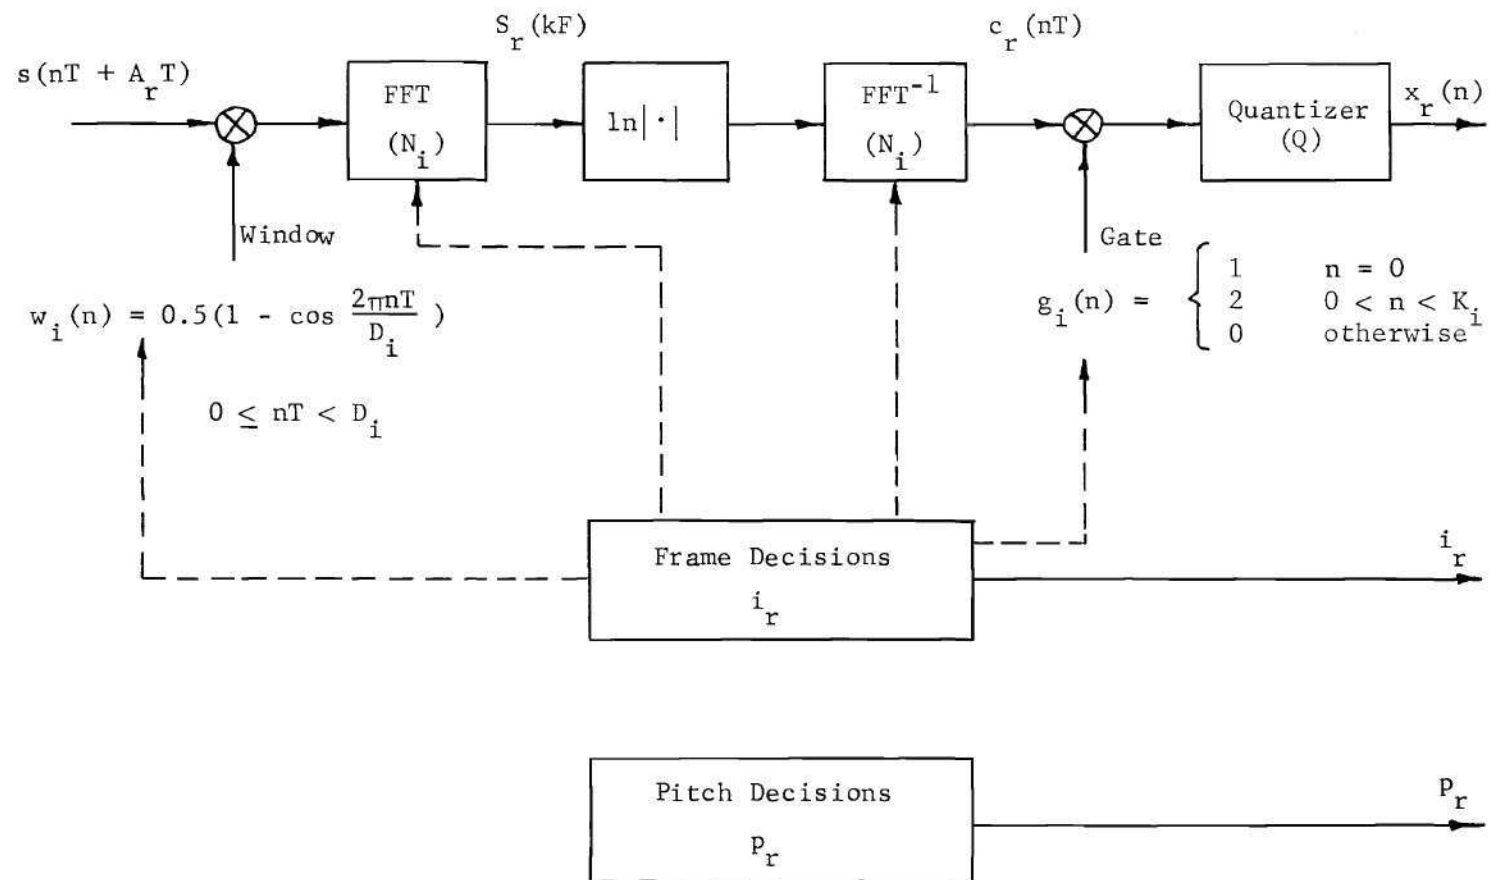 S_r(kF)
c_r(nT)
s(nT + A_rT)
FFT
(N_i)
ln|·|
FFT⁻¹
(N_i)
Quantizer
(Q)
x_r(n)
Window
Gate
w_i(n) = 0.5(1 - cos 2πnT/D_i )
0 ≤ nT < D_i
g_i(n) = { 1 n = 0
2 0 < n < K_i
0 otherwise
Frame Decisions
i_r
i_r
Pitch Decisions
p_r
p_r